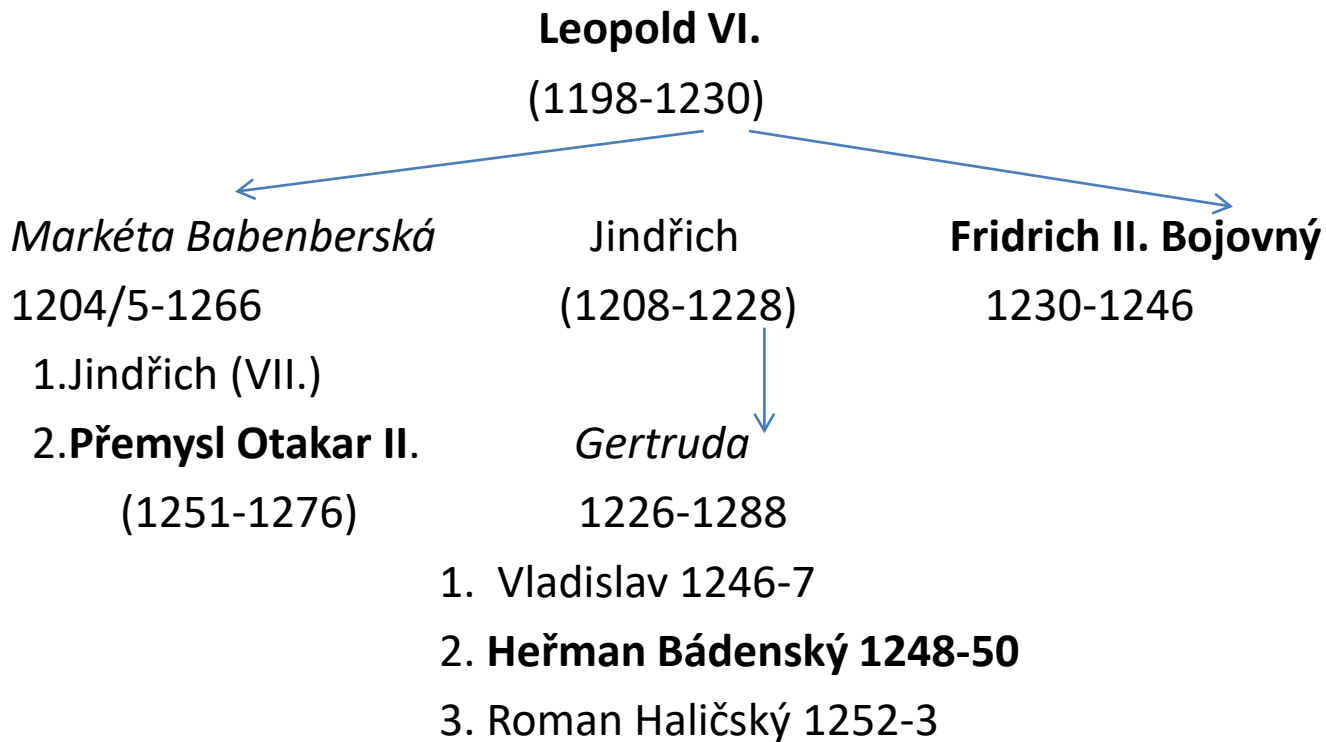 Leopold VI.
(1198-1230)
Markéta Babenberská Jindřich Fridrich II. Bojovný
1204/5-1266 (1208-1228) 1230-1246
1.Jindřich (VII.)
2.Přemysl Otakar II. Gertruda
(1251-1276) 1226-1288
1. Vladislav 1246-7
2. Heřman Bádenský 1248-50
3. Roman Haličský 1252-3